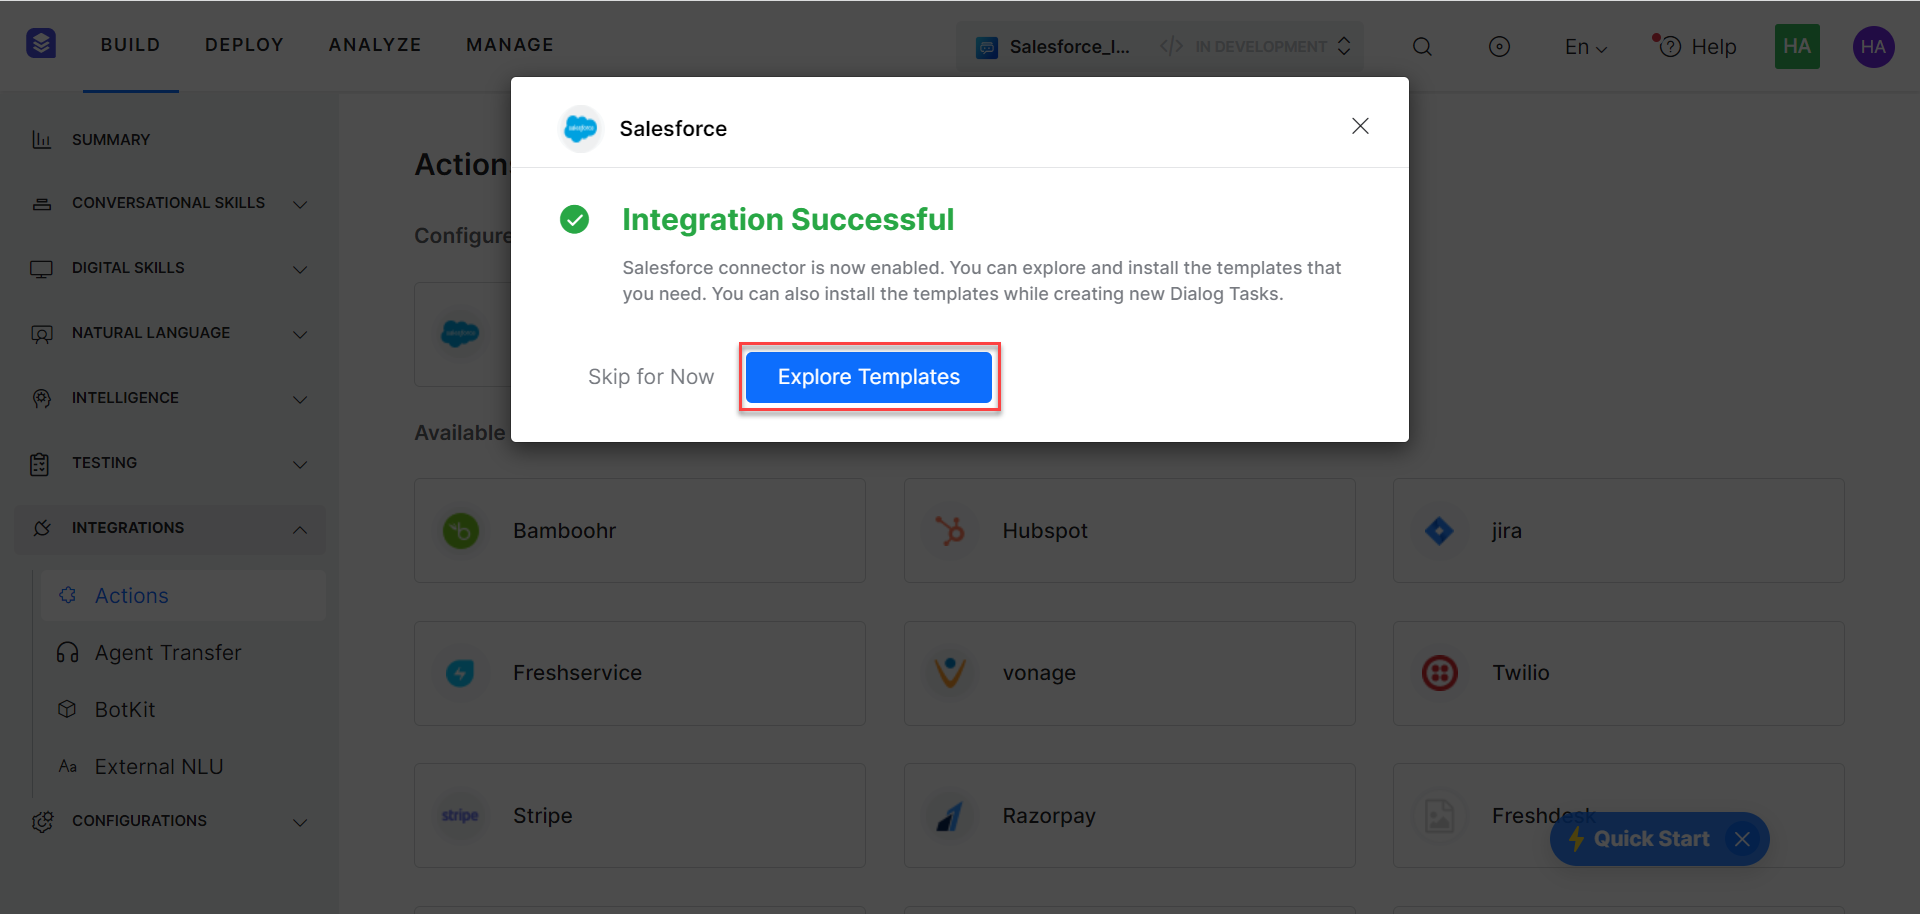 BUILD DEPLOY ANALYZE MANAGE Salesforce_I... </> IN DEVELOPMENT En Help HA HA
Salesforce
SUMMARY
CONVERSATIONAL SKILLS
DIGITAL SKILLS
NATURAL LANGUAGE
INTELLIGENCE
TESTING
INTEGRATIONS
Actions
Agent Transfer
BotKit
Aa External NLU
CONFIGURATIONS
Action
Configure
salesforce
Integration Successful
Salesforce connector is now enabled. You can explore and install the templates that
you need. You can also install the templates while creating new Dialog Tasks.
Skip for Now Explore Templates
Available
Bamboohr Hubspot jira
Freshservice vonage Twilio
stripe Stripe Razorpay Freshdesk
Quick Start